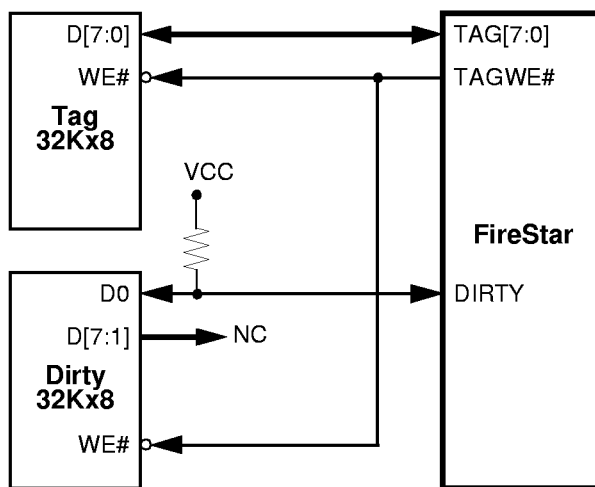 D[7:0]
TAG[7:0]
WE#
TAGWE#
Tag
32Kx8
VCC
FireStar
D0
DIRTY
D[7:1]
NC
Dirty
32Kx8
WE#